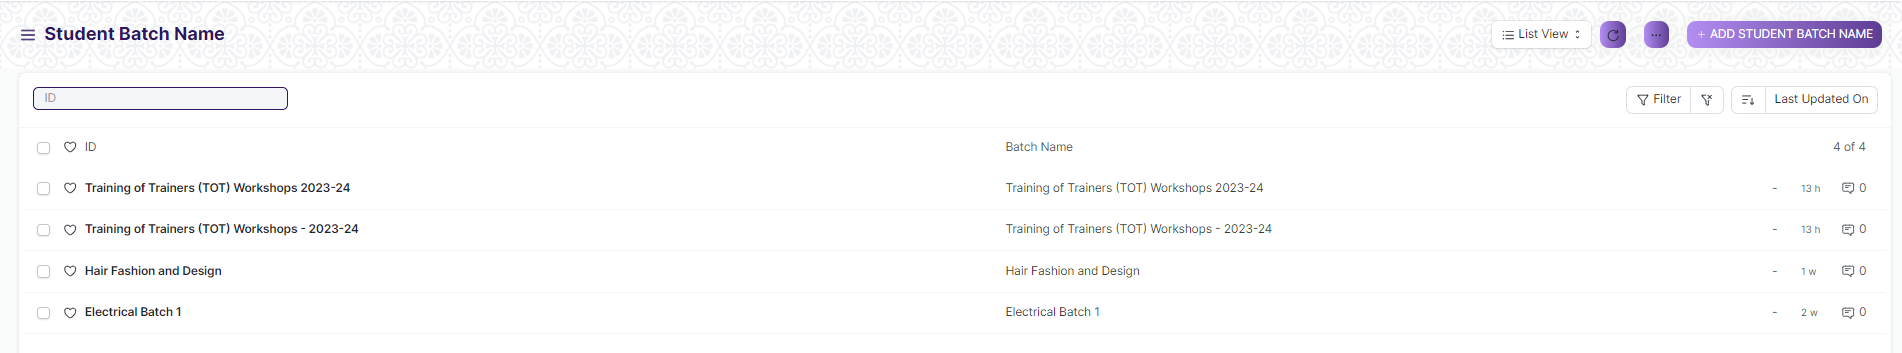 Student Batch Name
List View
+ ADD STUDENT BATCH NAME
ID
Filter
Last Updated On
ID Batch Name 4 of 4
Training of Trainers (TOT) Workshops 2023-24 Training of Trainers (TOT) Workshops 2023-24 - 13 h 0
Training of Trainers (TOT) Workshops - 2023-24 Training of Trainers (TOT) Workshops - 2023-24 - 13 h 0
Hair Fashion and Design Hair Fashion and Design - 1 w 0
Electrical Batch 1 Electrical Batch 1 - 2 w 0